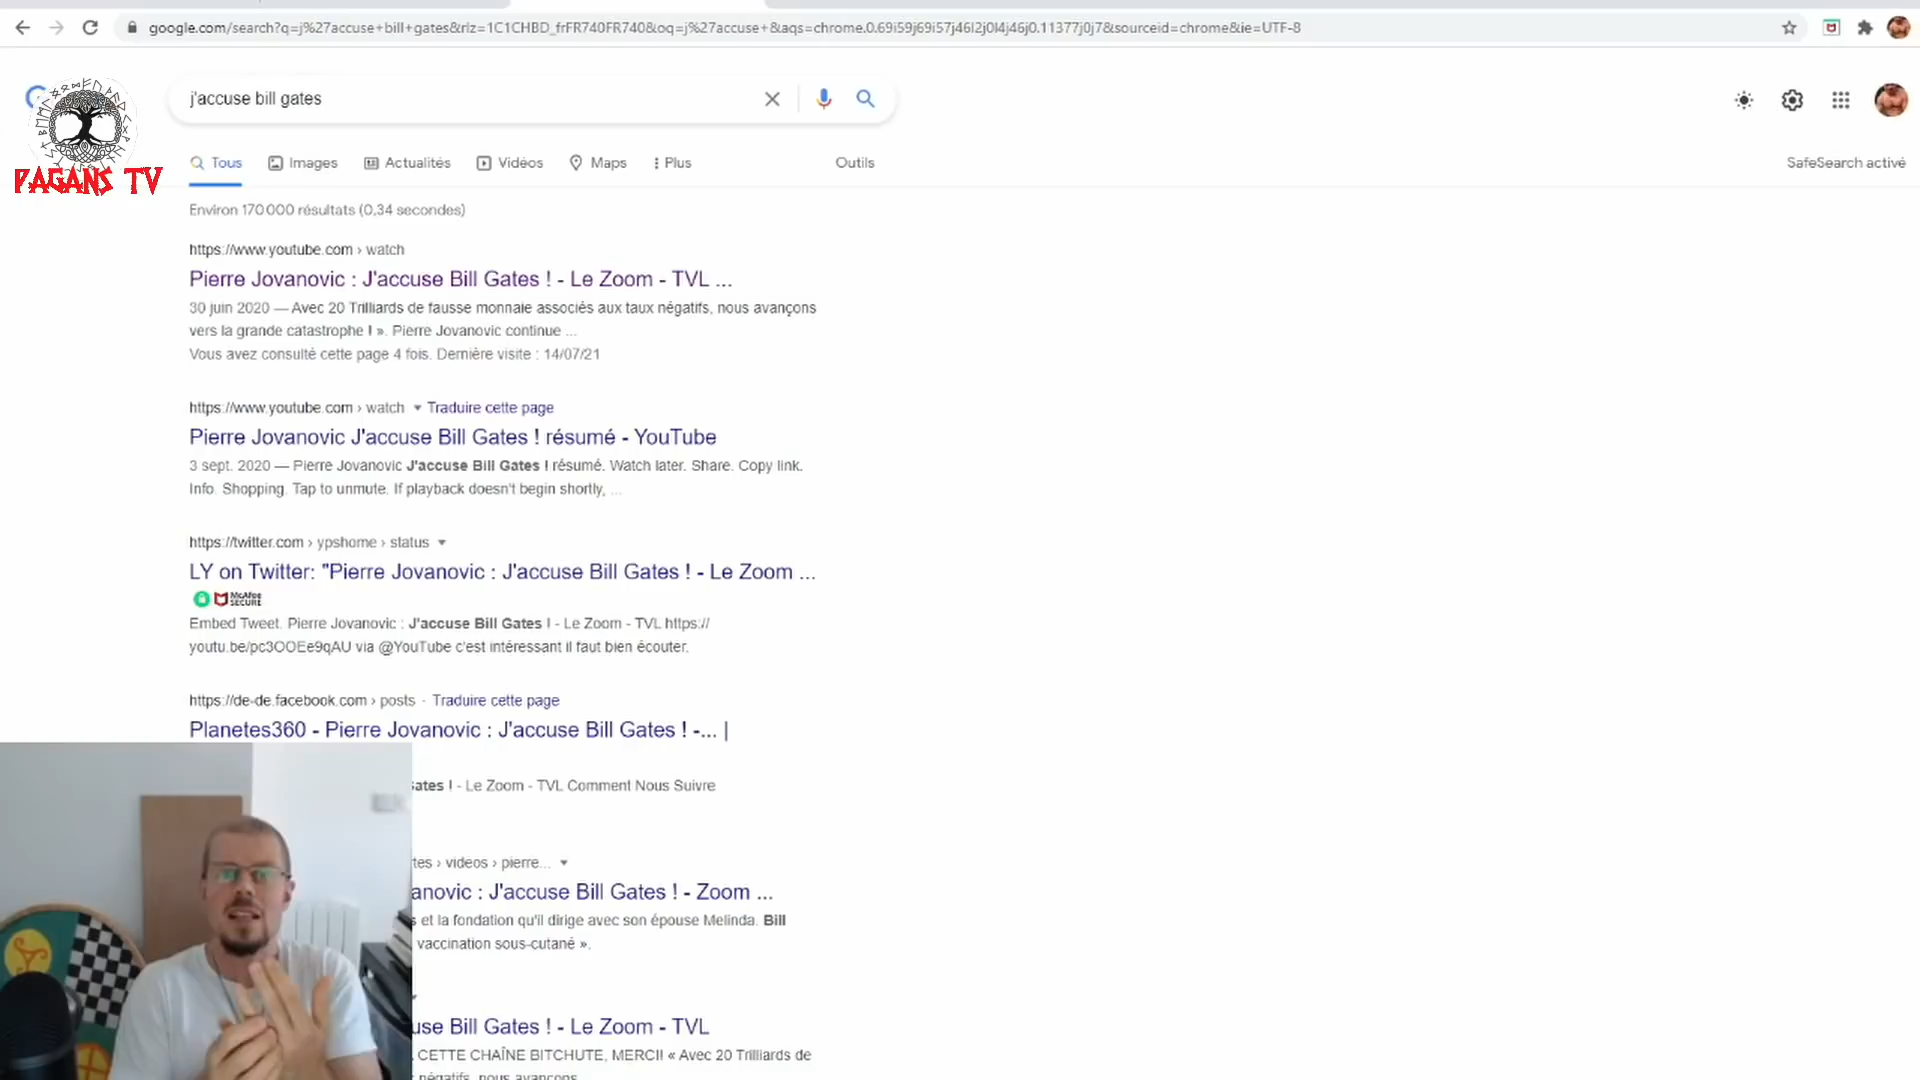 google.com/search?q=j%27accuse+bill+gates&rlz=1C1CHBD_frFR740FR740&oq=j%27accuse+&aqs=chrome.0.69i59j69i57j46l2j0l4j46j0.11377j0j7&sourceid=chrome&ie=UTF-8
j'accuse bill gates
PAGANS TV
Tous Images Actualités Vidéos Maps Plus Outils SafeSearch activé
Environ 170 000 résultats (0,34 secondes)
https://www.youtube.com › watch
Pierre Jovanovic : J'accuse Bill Gates ! - Le Zoom - TVL ...
30 juin 2020 — Avec 20 Trilliards de fausse monnaie associés aux taux négatifs, nous avançons
vers la grande catastrophe ! ». Pierre Jovanovic continue ...
Vous avez consulté cette page 4 fois. Dernière visite : 14/07/21
https://www.youtube.com › watch Traduire cette page
Pierre Jovanovic J'accuse Bill Gates ! résumé - YouTube
3 sept. 2020 — Pierre Jovanovic J'accuse Bill Gates ! résumé. Watch later. Share. Copy link.
Info. Shopping. Tap to unmute. If playback doesn't begin shortly, ...
https://twitter.com › ypshome › status
LY on Twitter: "Pierre Jovanovic : J'accuse Bill Gates ! - Le Zoom ...
McAfee SECURE
Embed Tweet. Pierre Jovanovic : J'accuse Bill Gates ! - Le Zoom - TVL https://
youtu.be/pc3OOEe9qAU via @YouTube c'est intéressant il faut bien écouter.
https://de-de.facebook.com › posts · Traduire cette page
Planetes360 - Pierre Jovanovic : J'accuse Bill Gates ! -... |
ates ! - Le Zoom - TVL Comment Nous Suivre
tes › videos › pierre...
anovic : J'accuse Bill Gates ! - Zoom ...
s et la fondation qu'il dirige avec son épouse Melinda. Bill
vaccination sous-cutané ».
use Bill Gates ! - Le Zoom - TVL
CETTE CHAÎNE BITCHUTE, MERCI! « Avec 20 Trilliards de
négatifs, nous avançons